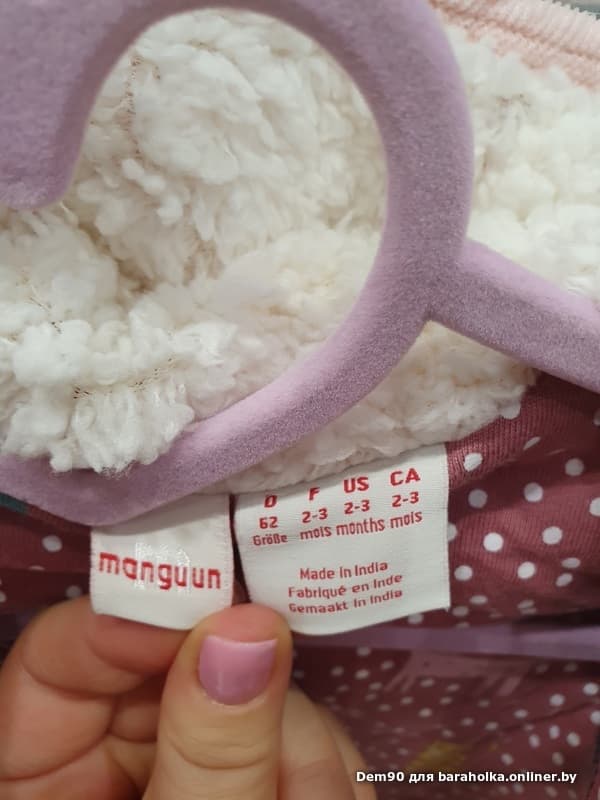 manguun
D F US CA
62 2-3 2-3 2-3
Größe mois months mois
Made in India
Fabriqué en Inde
Gemaakt in India
Dem90 для baraholka.onliner.by